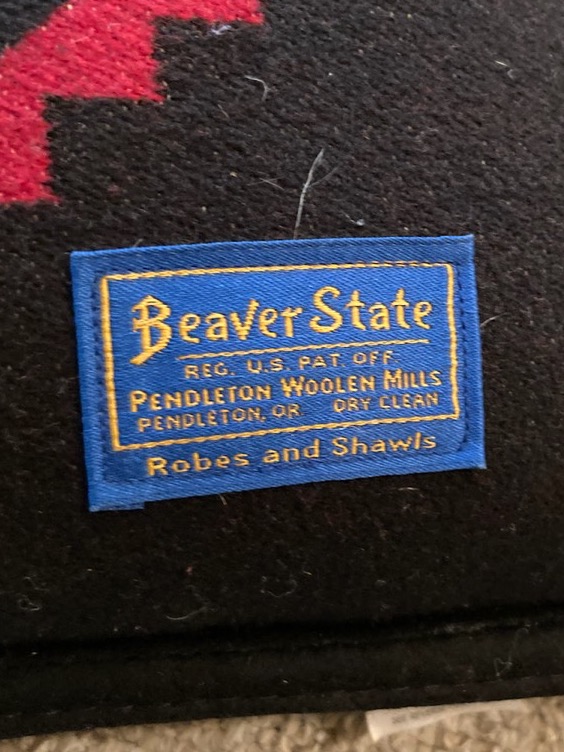 Beaver State
REG. U.S. PAT. OFF.
PENDLETON WOOLEN MILLS
PENDLETON, OR. DRY CLEAN
Robes and Shawls